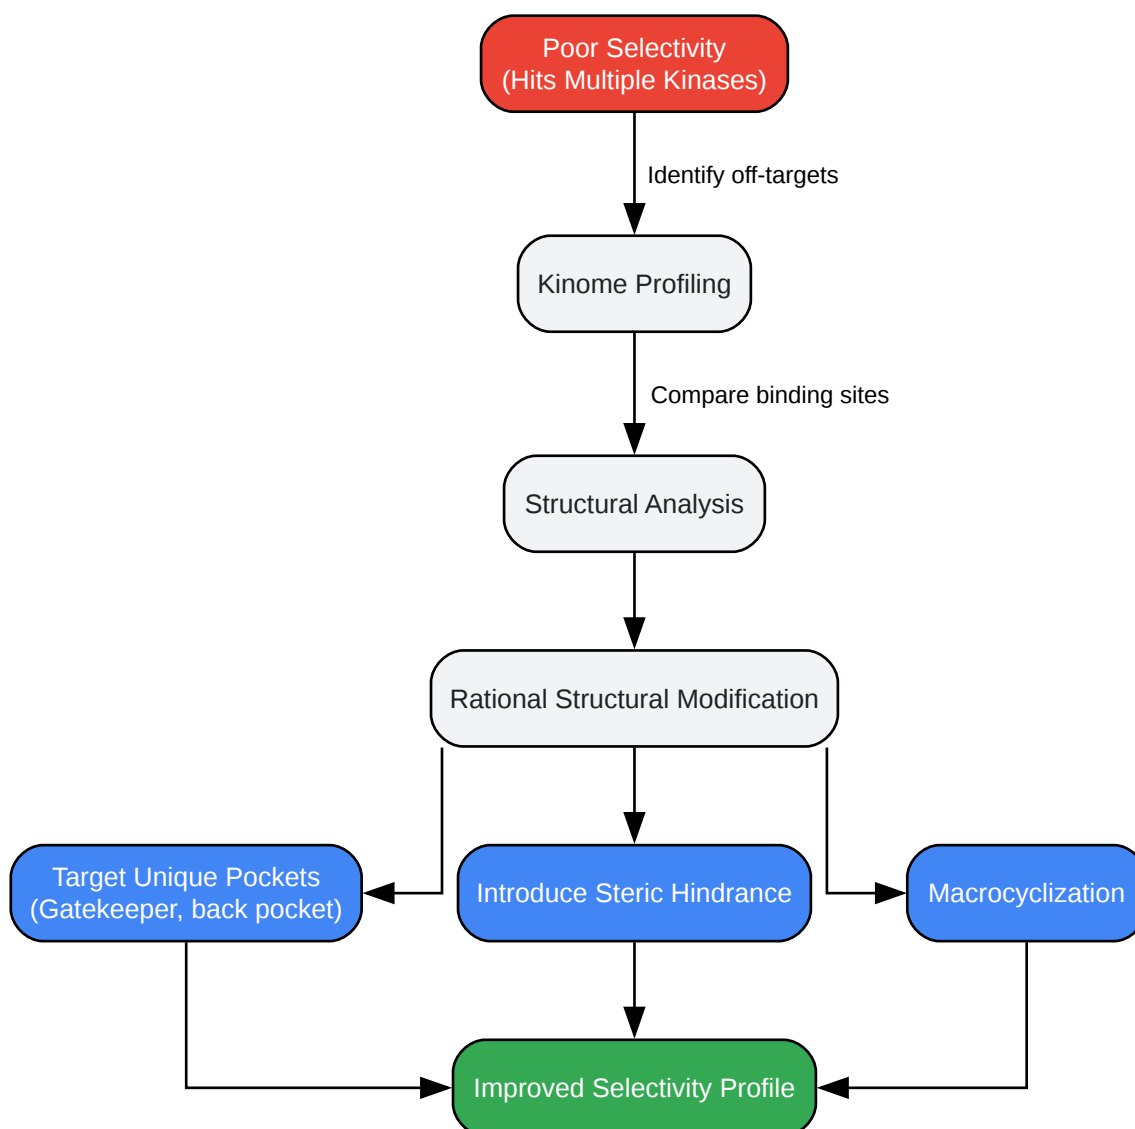 Poor Selectivity
(Hits Multiple Kinases)
Identify off-targets
Kinome Profiling
Compare binding sites
Structural Analysis
Rational Structural Modification
Target Unique Pockets
(Gatekeeper, back pocket)
Introduce Steric Hindrance
Macrocyclization
Improved Selectivity Profile